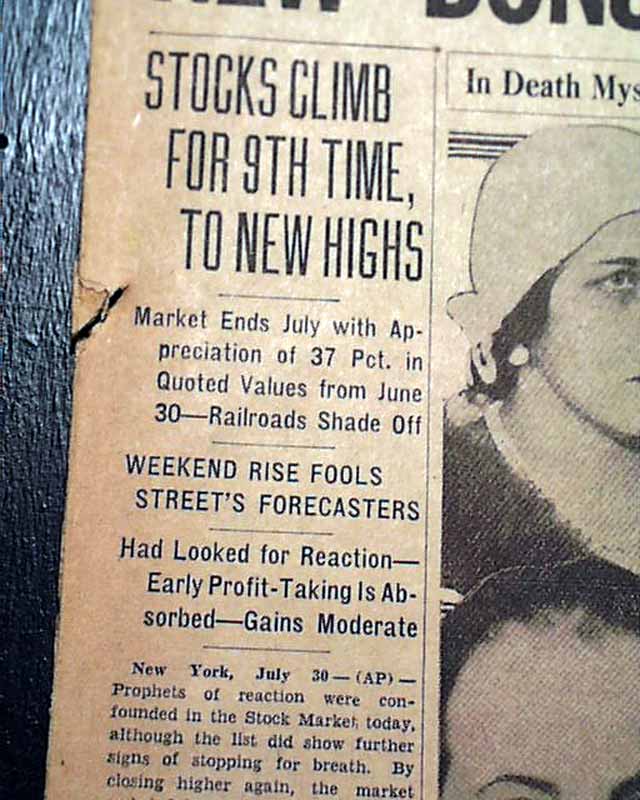 NEW
STOCKS CLIMB
FOR 9TH TIME,
TO NEW HIGHS
Market Ends July with Ap-
preciation of 37 Pct. in
Quoted Values from June
30—Railroads Shade Off
WEEKEND RISE FOOLS
STREET'S FORECASTERS
Had Looked for Reaction—
Early Profit-Taking Is Ab-
sorbed—Gains Moderate
New York, July 30—(AP)—
Prophets of reaction were con-
founded in the Stock Market today,
although the list did show further
signs of stopping for breath. By
closing higher again, the market
In Death